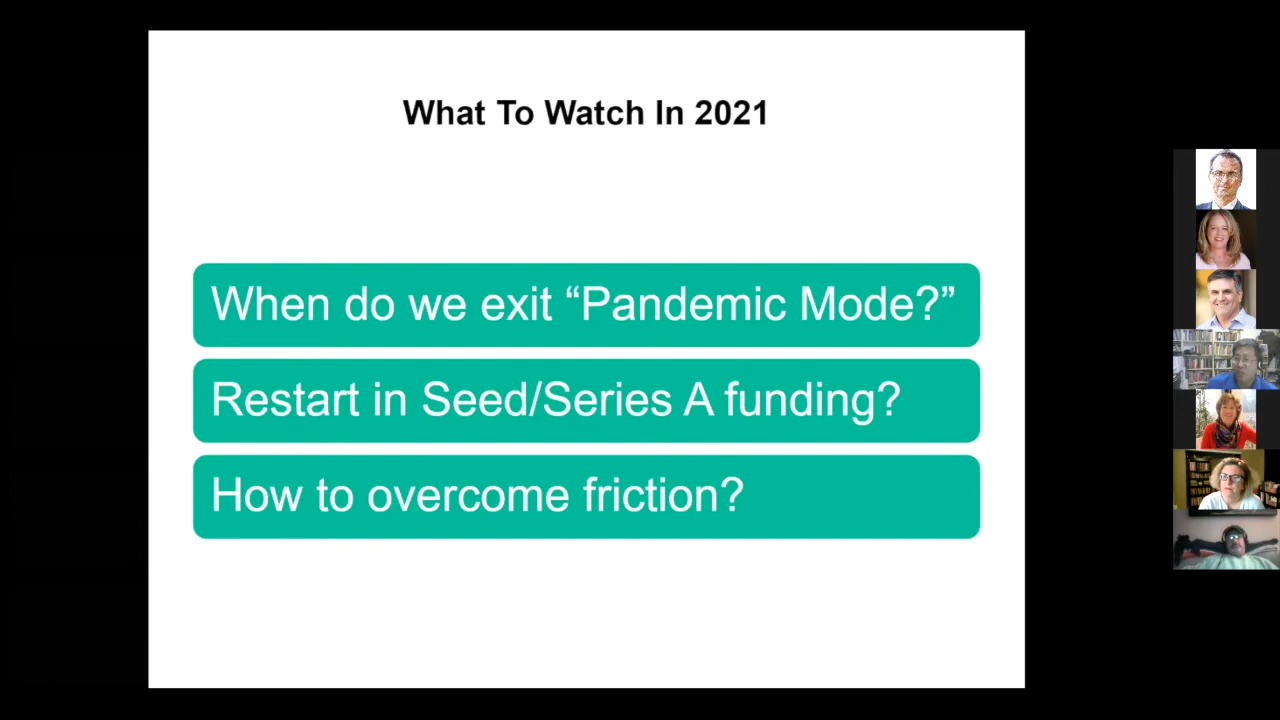 What To Watch In 2021
When do we exit “Pandemic Mode?”
Restart in Seed/Series A funding?
How to overcome friction?